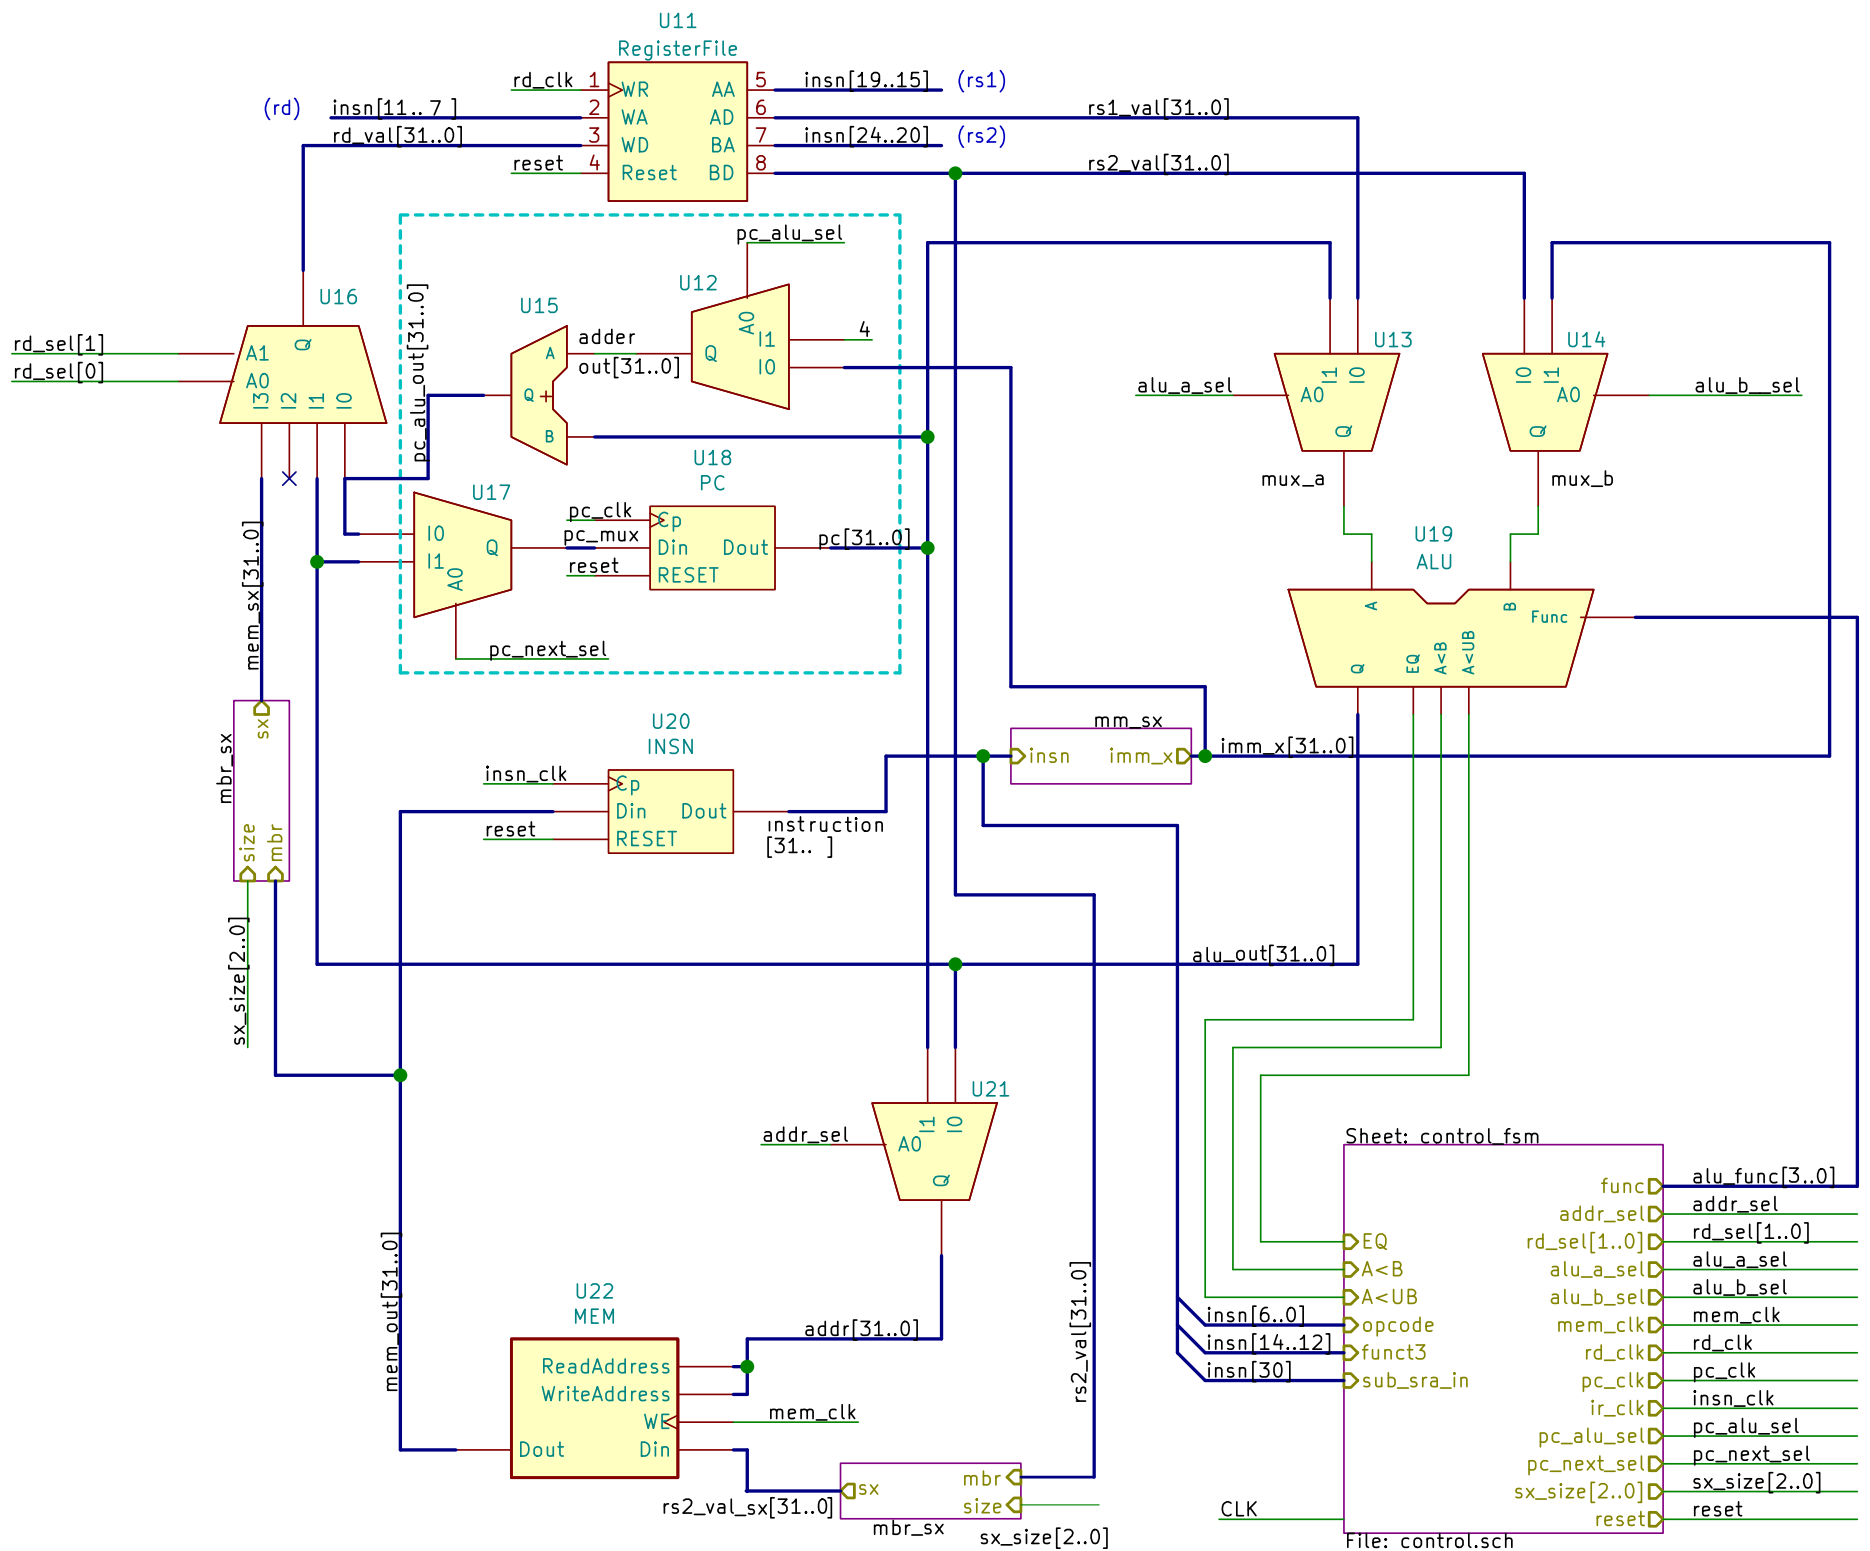 U11
RegisterFile
rd_clk
1
WR
AA
5
insn[19..15]
(rs1)
(rd)
insn[11.. 7 ]
2
WA
AD
6
rs1_val[31..0]
rd_val[31..0]
3
WD
BA
7
insn[24..20]
(rs2)
reset
4
Reset
BD
8
rs2_val[31..0]
pc_alu_sel
U16
Q
rd_sel[1]
A1
rd_sel[0]
A0
I3
I2
I1
I0
pc_alu_out[31..0]
U15
A
Q
+
B
adder
out[31..0]
U12
A0
I1
I0
Q
4
U13
I1
I0
alu_a_sel
A0
Q
mux_a
U14
I0
I1
A0
alu_b__sel
Q
mux_b
U17
I0
I1
Q
A0
pc_next_sel
U18
PC
pc_clk
Cp
pc_mux
Din
Dout
pc[31..0]
reset
RESET
U19
ALU
A
B
Func
Q
EQ
A<B
A<UB
mem_sx[31..0]
sx
mbr_sx
size
mbr
sx_size[2..0]
U20
INSN
insn_clk
Cp
Din
Dout
reset
RESET
instruction
[31.. ]
mm_sx
insn
imm_x
imm_x[31..0]
alu_out[31..0]
U21
I1
I0
addr_sel
A0
Q
mem_out[31..0]
addr[31..0]
U22
MEM
ReadAddress
WriteAddress
WE
mem_clk
Dout
Din
rs2_val[31..0]
mbr
sx
size
rs2_val_sx[31..0]
mbr_sx
sx_size[2..0]
Sheet: control_fsm
func
alu_func[3..0]
addr_sel
addr_sel
EQ
rd_sel[1..0]
rd_sel[1..0]
A<B
alu_a_sel
alu_a_sel
A<UB
alu_b_sel
alu_b_sel
insn[6..0]
opcode
mem_clk
mem_clk
insn[14..12]
funct3
rd_clk
rd_clk
insn[30]
sub_sra_in
pc_clk
pc_clk
ir_clk
insn_clk
pc_alu_sel
pc_alu_sel
pc_next_sel
pc_next_sel
sx_size[2..0]
sx_size[2..0]
CLK
reset
reset
File: control.sch